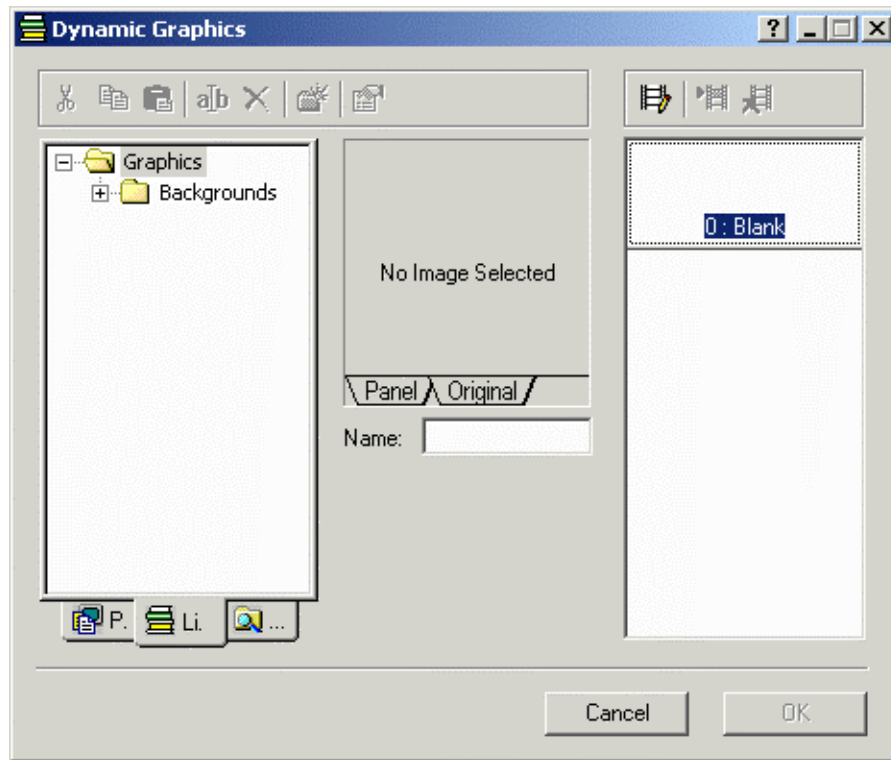 Dynamic Graphics
a]b
Graphics
Backgrounds
0 : Blank
No Image Selected
Panel Original
Name:
P. Li. ...
Cancel OK